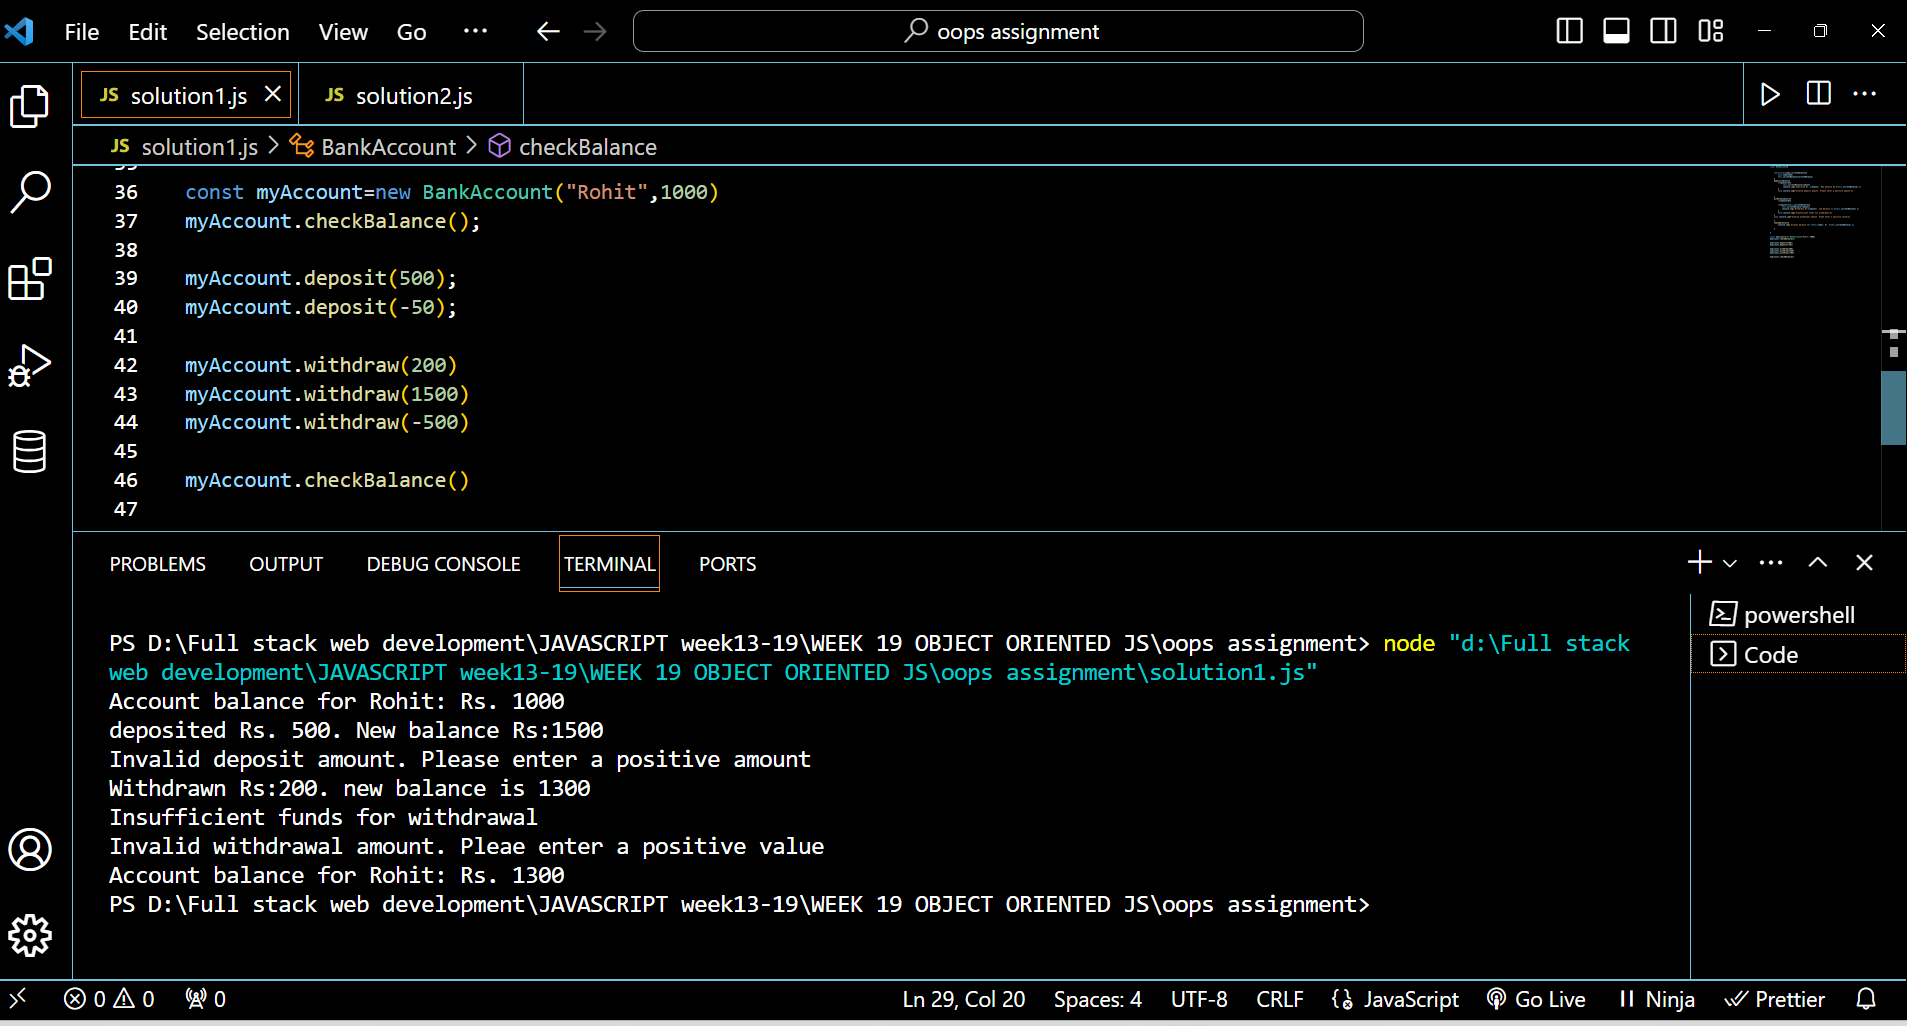 File Edit Selection View Go ··· oops assignment
JS solution1.js JS solution2.js
JS solution1.js > BankAccount > checkBalance
35
36 const myAccount=new BankAccount("Rohit",1000)
37 myAccount.checkBalance();
38
39 myAccount.deposit(500);
40 myAccount.deposit(-50);
41
42 myAccount.withdraw(200)
43 myAccount.withdraw(1500)
44 myAccount.withdraw(-500)
45
46 myAccount.checkBalance()
47
PROBLEMS OUTPUT DEBUG CONSOLE TERMINAL PORTS
PS D:\Full stack web development\JAVASCRIPT week13-19\WEEK 19 OBJECT ORIENTED JS\oops assignment> node "d:\Full stack
web development\JAVASCRIPT week13-19\WEEK 19 OBJECT ORIENTED JS\oops assignment\solution1.js"
Account balance for Rohit: Rs. 1000
deposited Rs. 500. New balance Rs:1500
Invalid deposit amount. Please enter a positive amount
Withdrawn Rs:200. new balance is 1300
Insufficient funds for withdrawal
Invalid withdrawal amount. Pleae enter a positive value
Account balance for Rohit: Rs. 1300
PS D:\Full stack web development\JAVASCRIPT week13-19\WEEK 19 OBJECT ORIENTED JS\oops assignment>
powershell
Code
0 0 0 Ln 29, Col 20 Spaces: 4 UTF-8 CRLF JavaScript Go Live Ninja Prettier